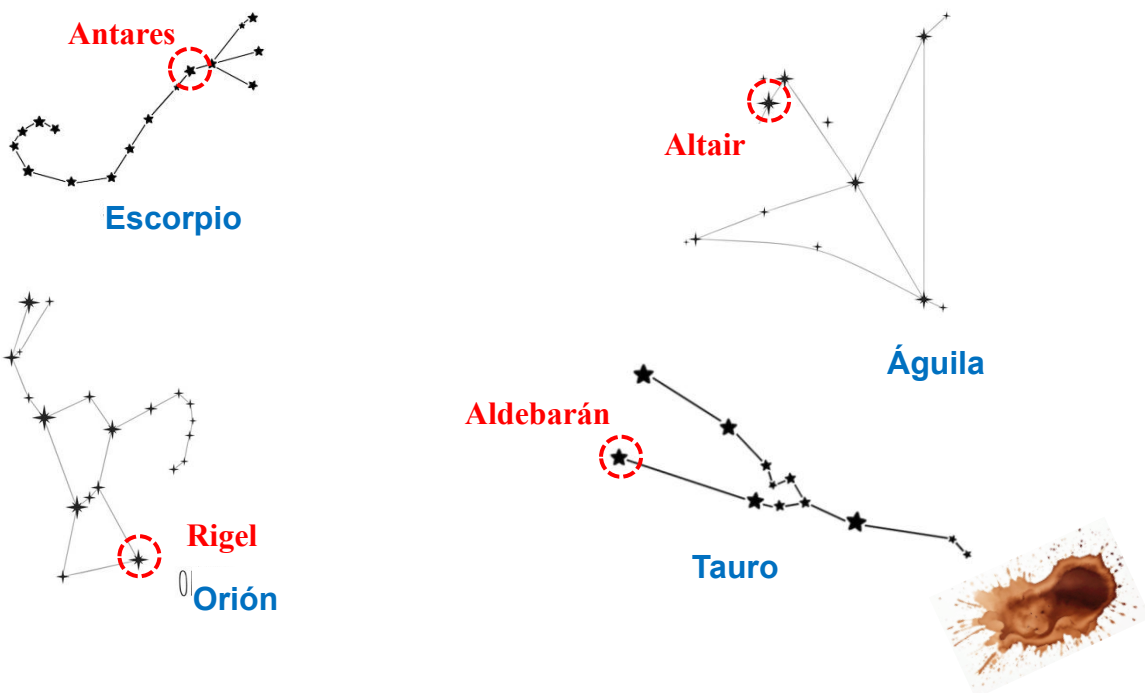 Antares
Escorpio
Altair
Águila
Rigel
Orión
Aldebarán
Tauro